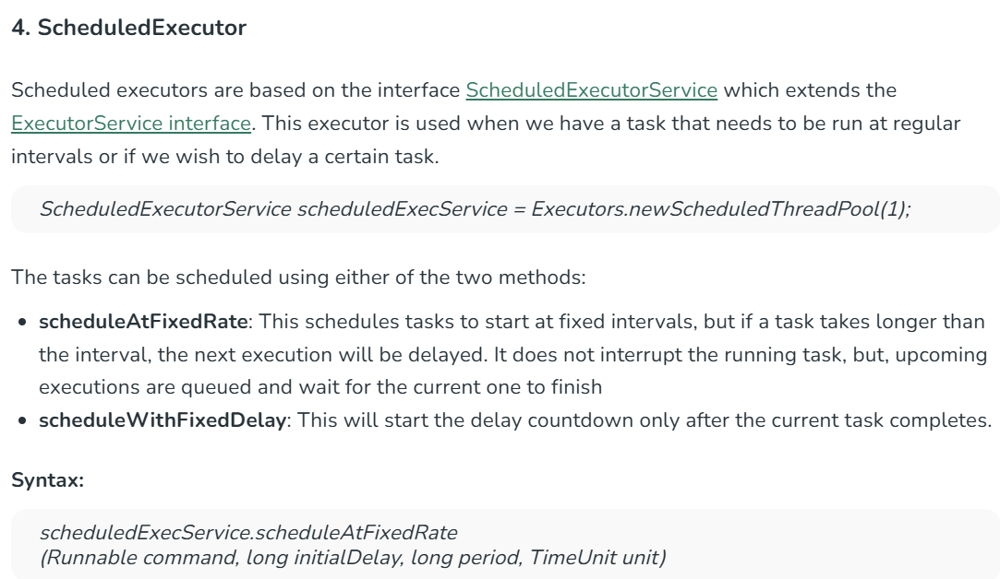 4. ScheduledExecutor
Scheduled executors are based on the interface ScheduledExecutorService which extends the
ExecutorService interface. This executor is used when we have a task that needs to be run at regular
intervals or if we wish to delay a certain task.
ScheduledExecutorService scheduledExecService = Executors.newScheduledThreadPool(1);
The tasks can be scheduled using either of the two methods:
• scheduleAtFixedRate: This schedules tasks to start at fixed intervals, but if a task takes longer than
the interval, the next execution will be delayed. It does not interrupt the running task, but, upcoming
executions are queued and wait for the current one to finish
• scheduleWithFixedDelay: This will start the delay countdown only after the current task completes.
Syntax:
scheduledExecService.scheduleAtFixedRate
(Runnable command, long initialDelay, long period, TimeUnit unit)